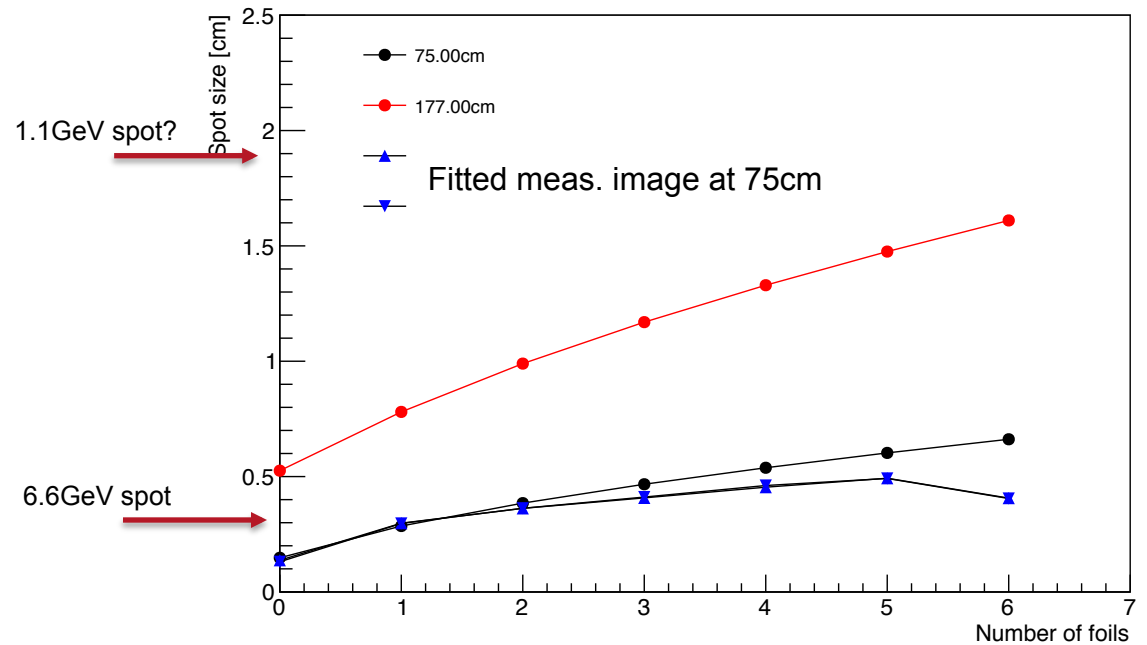 2.5
Spot size [cm]
75.00cm
177.00cm
1.1GeV spot?
2
Fitted meas. image at 75cm
1.5
1
0.5
6.6GeV spot
0
0 1 2 3 4 5 6 7
Number of foils